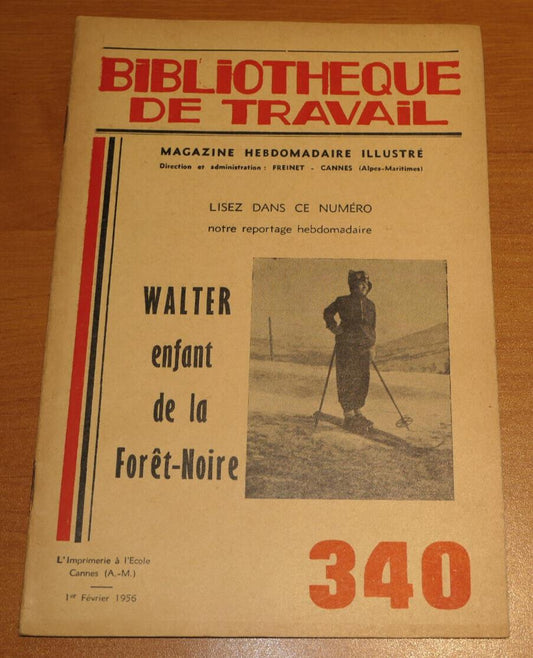 BiBLiOTHEQUE
DE TRAVAiL
MAGAZINE HEBDOMADAIRE ILLUSTRÉ
Direction et administration : FREINET - CANNES (Alpes-Maritimes)
LISEZ DANS CE NUMÉRO
notre reportage hebdomadaire
WALTER
enfant
de la
Forêt-Noire
L'Imprimerie à l'Ecole
Cannes (A.-M.)
1er Février 1956
340